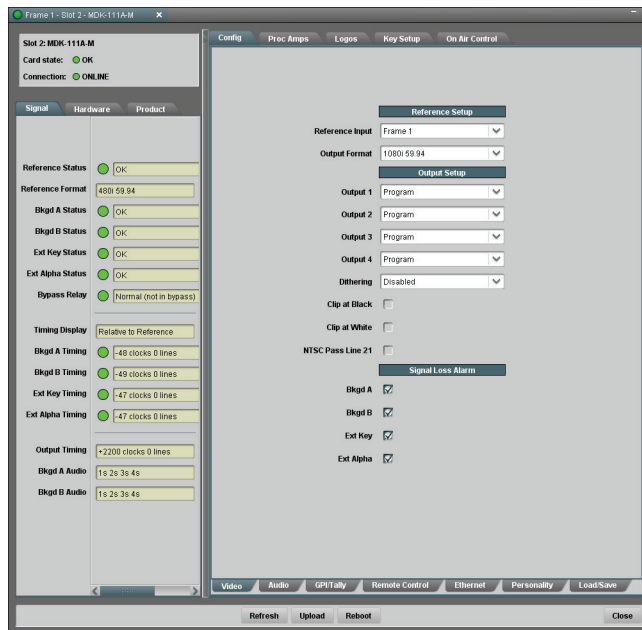 Frame 1 - Slot 2 - MDK-111A-M
Slot 2: MDK-111A-M
Card state: OK
Connection: ONLINE
Signal Hardware Product
Reference Status OK
Reference Format 480i 59.94
Bkgd A Status OK
Bkgd B Status OK
Ext Key Status OK
Ext Alpha Status OK
Bypass Relay Normal (not in bypass)
Timing Display Relative to Reference
Bkgd A Timing -48 clocks 0 lines
Bkgd B Timing -49 clocks 0 lines
Ext Key Timing -47 clocks 0 lines
Ext Alpha Timing -47 clocks 0 lines
Output Timing +2200 clocks 0 lines
Bkgd A Audio 1s 2s 3s 4s
Bkgd B Audio 1s 2s 3s 4s
Config Proc Amps Logos Key Setup On Air Control
Reference Setup
Reference Input Frame 1
Output Format 1080i 59.94
Output Setup
Output 1 Program
Output 2 Program
Output 3 Program
Output 4 Program
Dithering Disabled
Clip at Black
Clip at White
NTSC Pass Line 21
Signal Loss Alarm
Bkgd A
Bkgd B
Ext Key
Ext Alpha
Video Audio GPI/Tally Remote Control Ethernet Personality Load/Save
Refresh Upload Reboot Close